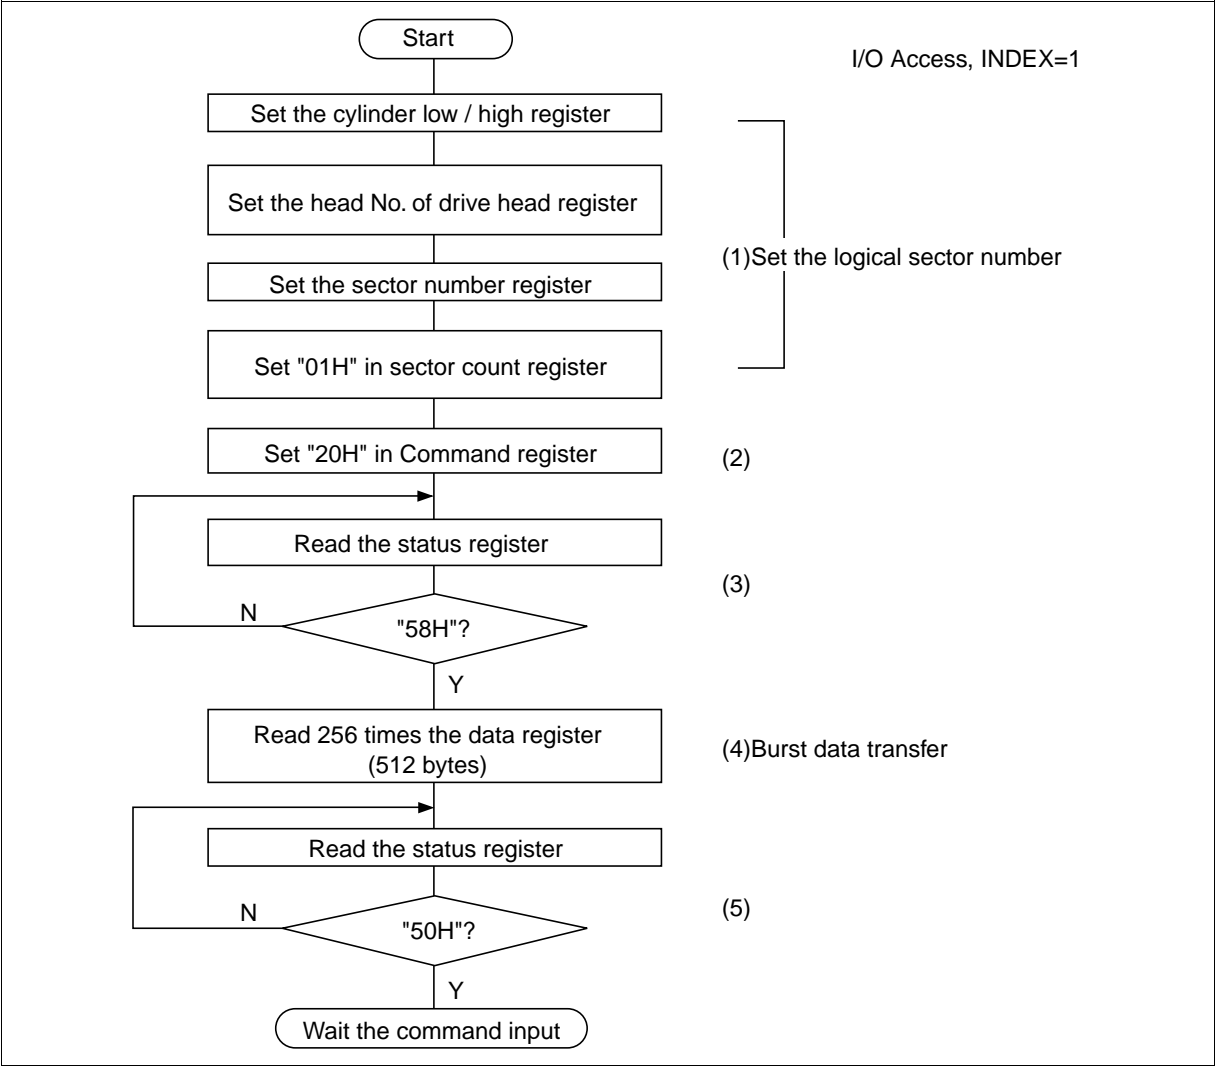 Start
I/O Access, INDEX=1
Set the cylinder low / high register
Set the head No. of drive head register
(1)Set the logical sector number
Set the sector number register
Set "01H" in sector count register
Set "20H" in Command register
(2)
Read the status register
(3)
N
"58H"?
Y
Read 256 times the data register
(512 bytes)
(4)Burst data transfer
Read the status register
N
(5)
"50H"?
Y
Wait the command input